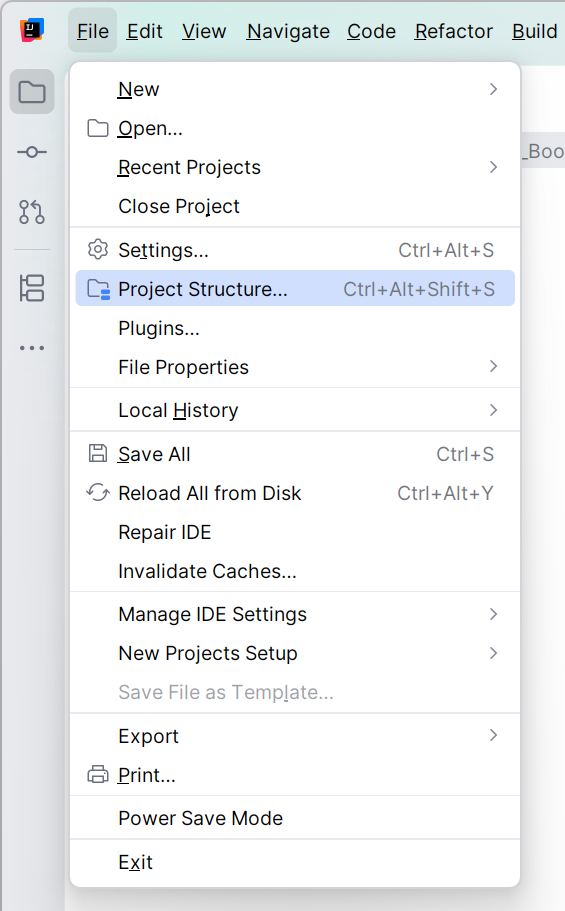 IJ
File Edit View Navigate Code Refactor Build
New
Open...
_Boo
Recent Projects
Close Project
Settings... Ctrl+Alt+S
Project Structure... Ctrl+Alt+Shift+S
Plugins...
File Properties
Local History
Save All Ctrl+S
Reload All from Disk Ctrl+Alt+Y
Repair IDE
Invalidate Caches...
Manage IDE Settings
New Projects Setup
Save File as Template...
Export
Print...
Power Save Mode
Exit